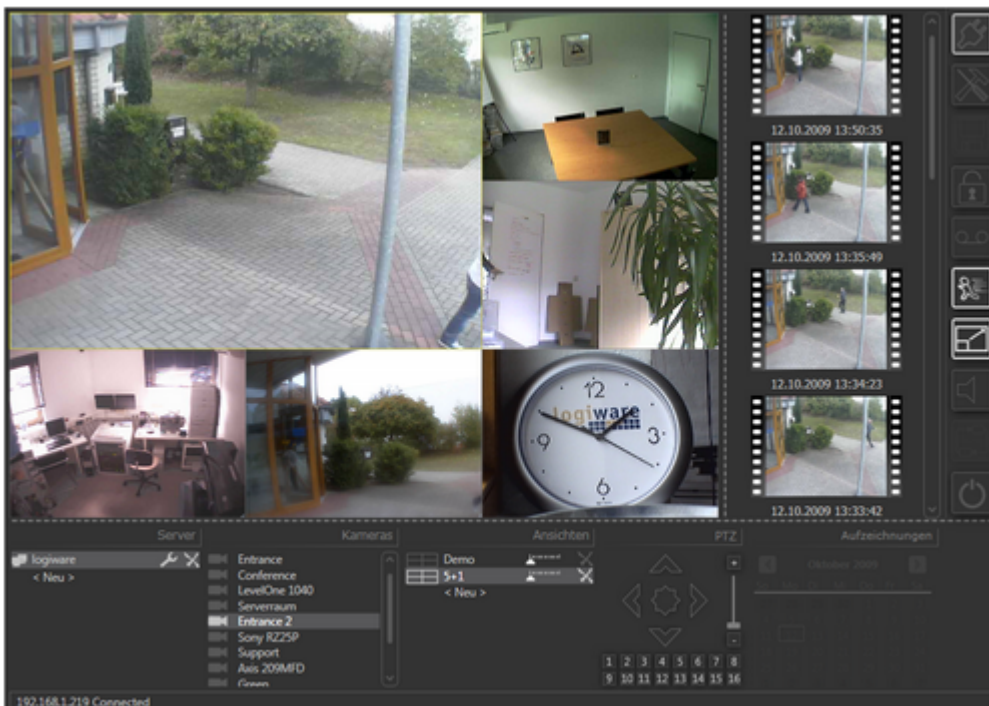 12
logiware
9
3
6
12.10.2009 13:50:35
12.10.2009 13:35:49
12.10.2009 13:34:23
12.10.2009 13:33:42
Server
logiware
< Neu >
Kameras
Entrance
Conference
LevelOne 1040
Serverraum
Entrance 2
Sony RZ25P
Support
Axis 209MFD
Green
Ansichten
Demo
5+1
< Neu >
PTZ
+
-
1 2 3 4 5 6 7 8
9 10 11 12 13 14 15 16
Aufzeichnungen
Oktober 2009
192.168.1.219 Connected